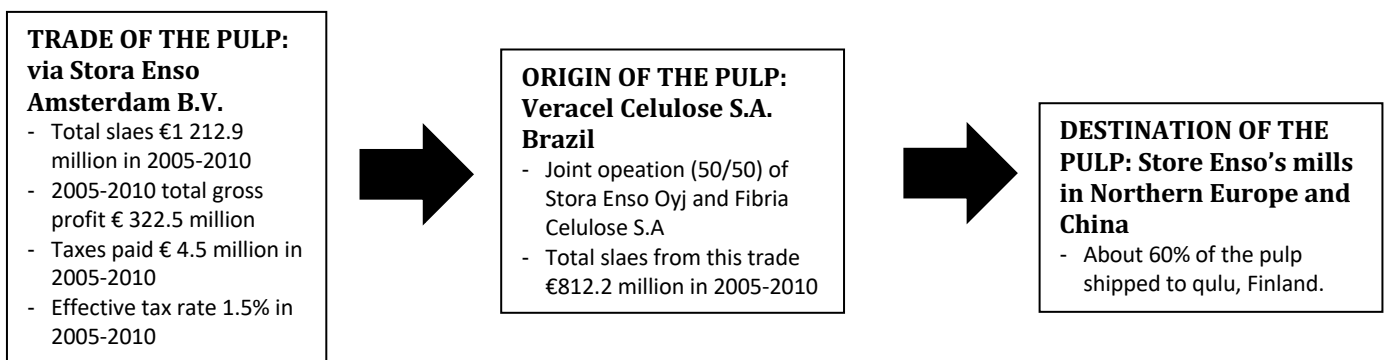 TRADE OF THE PULP:
via Stora Enso
Amsterdam B.V.
- Total slaes €1 212.9
million in 2005-2010
- 2005-2010 total gross
profit € 322.5 million
- Taxes paid € 4.5 million in
2005-2010
- Effective tax rate 1.5% in
2005-2010
ORIGIN OF THE PULP:
Veracel Celulose S.A.
Brazil
- Joint opeation (50/50) of
Stora Enso Oyj and Fibria
Celulose S.A
- Total slaes from this trade
€812.2 million in 2005-2010
DESTINATION OF THE
PULP: Store Enso’s mills
in Northern Europe and
China
- About 60% of the pulp
shipped to qulu, Finland.